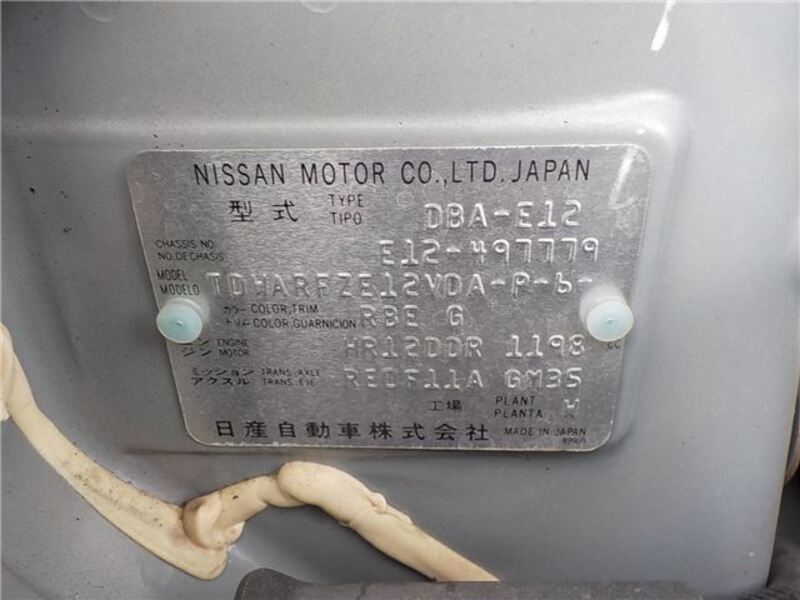 NISSAN MOTOR CO., LTD. JAPAN
型式 TYPE TIPO DBA-E12
CHASSIS NO. NO. DE CHASIS E12-497779
MODEL MODELO TDHARFZE12VDA-P-b-
カラー COLOR, TRIM トリム COLOR, GUARNICION RBE G
エンジン ENGINE MOTOR HR12DDR 1198 CC
ミッション TRANS. AXLE アクスル TRANS. EJE RE0F11A GM35
工場 PLANT PLANTA W
日産自動車株式会社 MADE IN JAPAN